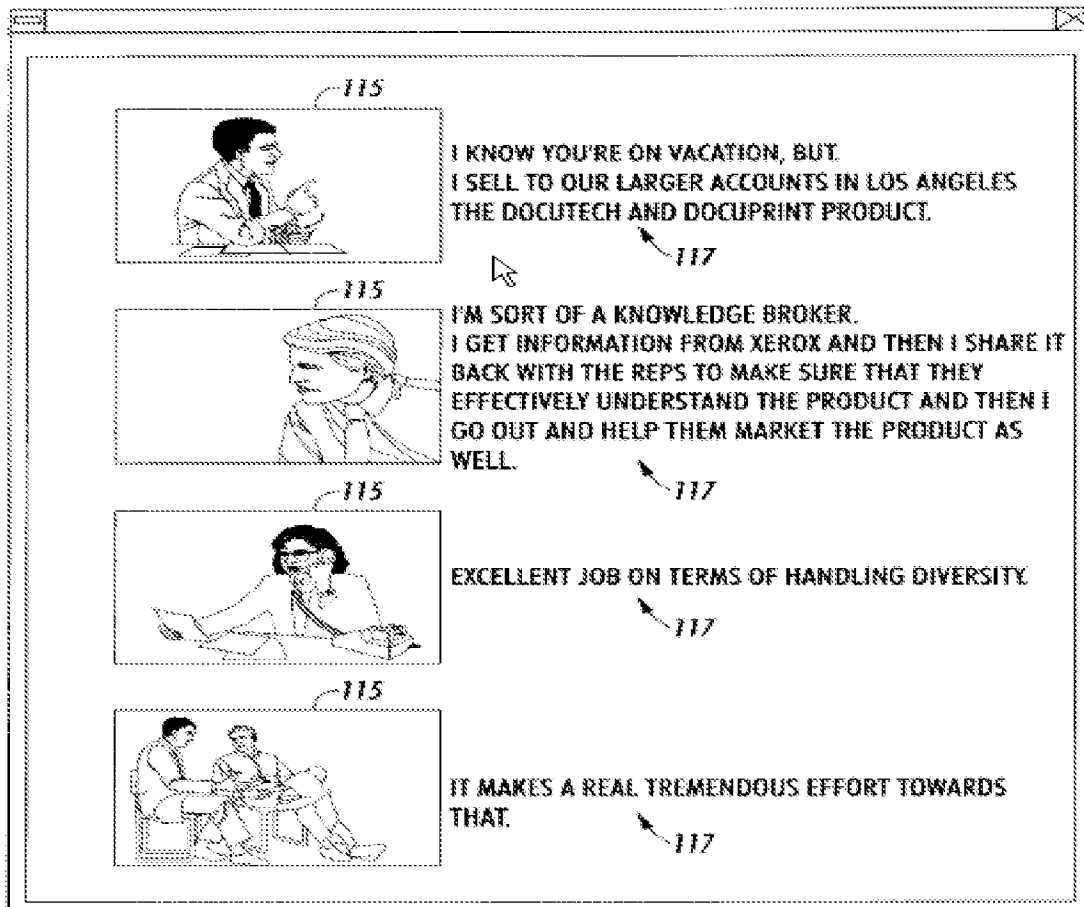 115
I KNOW YOU'RE ON VACATION, BUT.
I SELL TO OUR LARGER ACCOUNTS IN LOS ANGELES
THE DOCUTECH AND DOCUPRINT PRODUCT.
117
115
I'M SORT OF A KNOWLEDGE BROKER.
I GET INFORMATION FROM XEROX AND THEN I SHARE IT
BACK WITH THE REPS TO MAKE SURE THAT THEY
EFFECTIVELY UNDERSTAND THE PRODUCT AND THEN I
GO OUT AND HELP THEM MARKET THE PRODUCT AS
WELL.
117
115
EXCELLENT JOB ON TERMS OF HANDLING DIVERSITY.
117
115
IT MAKES A REAL TREMENDOUS EFFORT TOWARDS
THAT.
117